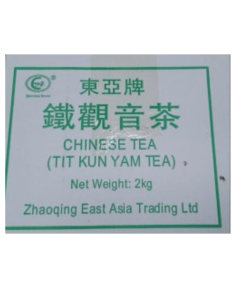 東亞牌
鐵觀音茶
CHINESE TEA
(TIT KUN YAM TEA)
Net Weight: 2kg
Zhaoqing East Asia Trading Ltd